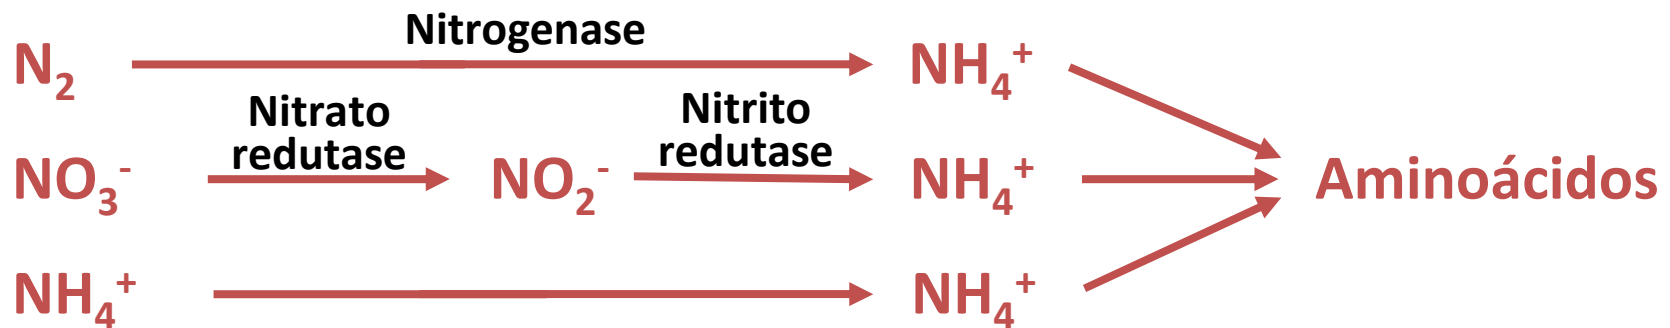 Nitrogenase
N₂ NH₄⁺
Nitrato Nitrito
redutase redutase
NO₃⁻ NO₂⁻ NH₄⁺ Aminoácidos
NH₄⁺ NH₄⁺